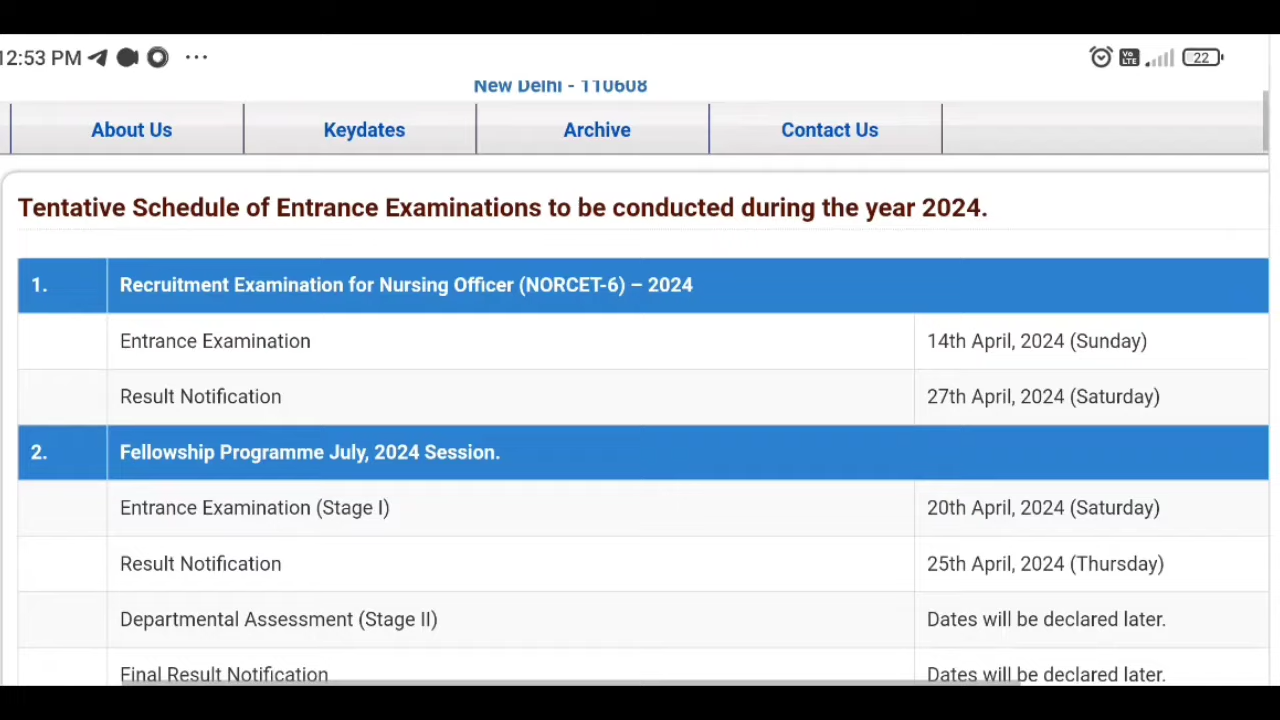 12:53 PM ...
Vo LTE 22
New Delhi - 110608
About Us Keydates Archive Contact Us
Tentative Schedule of Entrance Examinations to be conducted during the year 2024.
1. Recruitment Examination for Nursing Officer (NORCET-6) – 2024
Entrance Examination 14th April, 2024 (Sunday)
Result Notification 27th April, 2024 (Saturday)
2. Fellowship Programme July, 2024 Session.
Entrance Examination (Stage I) 20th April, 2024 (Saturday)
Result Notification 25th April, 2024 (Thursday)
Departmental Assessment (Stage II) Dates will be declared later.
Final Result Notification Dates will be declared later.